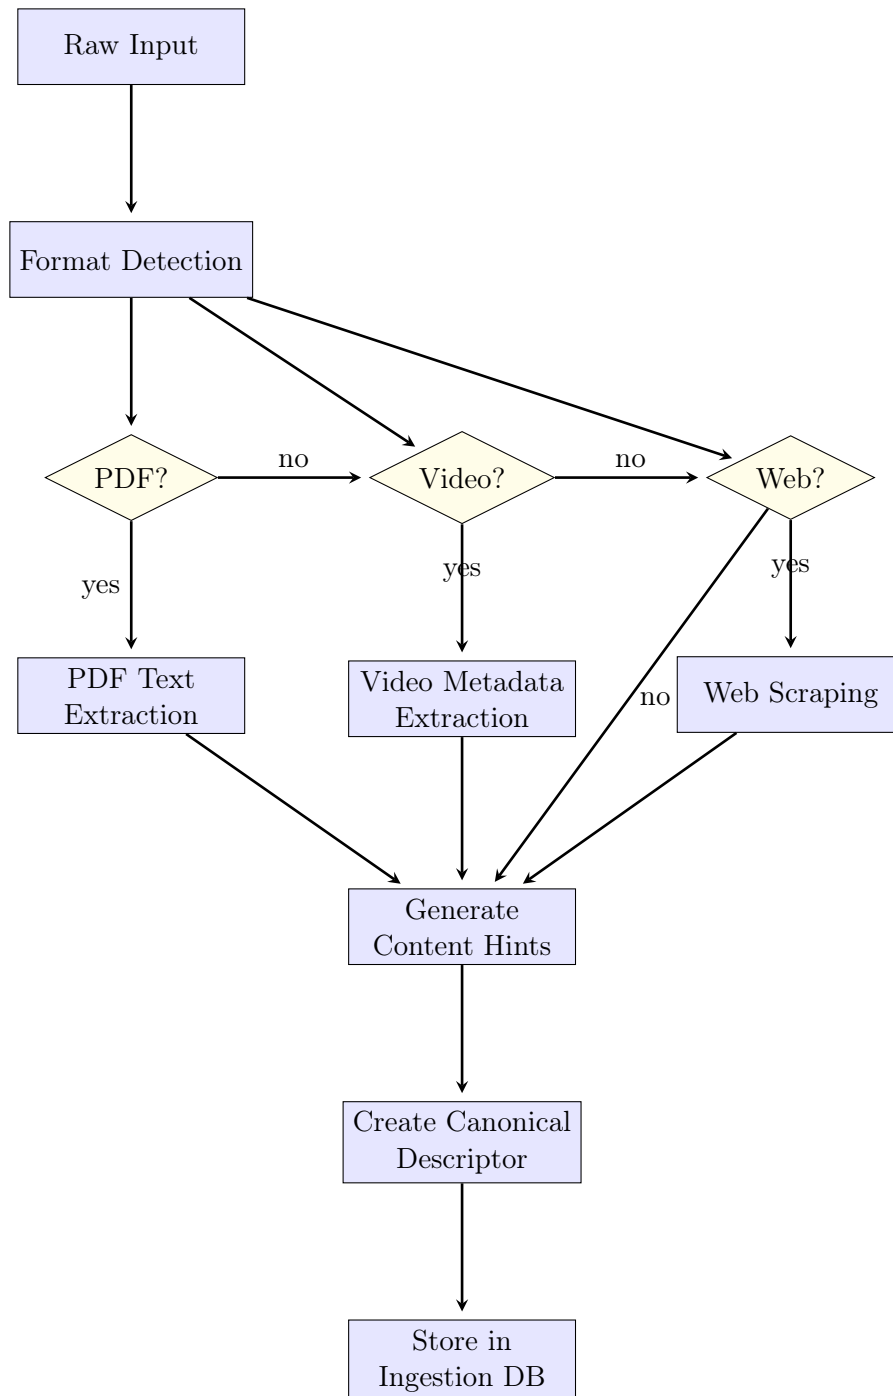 Raw Input
Format Detection
PDF?
no
Video?
no
Web?
yes
yes
yes
PDF Text
Extraction
Video Metadata
Extraction
no
Web Scraping
Generate
Content Hints
Create Canonical
Descriptor
Store in
Ingestion DB